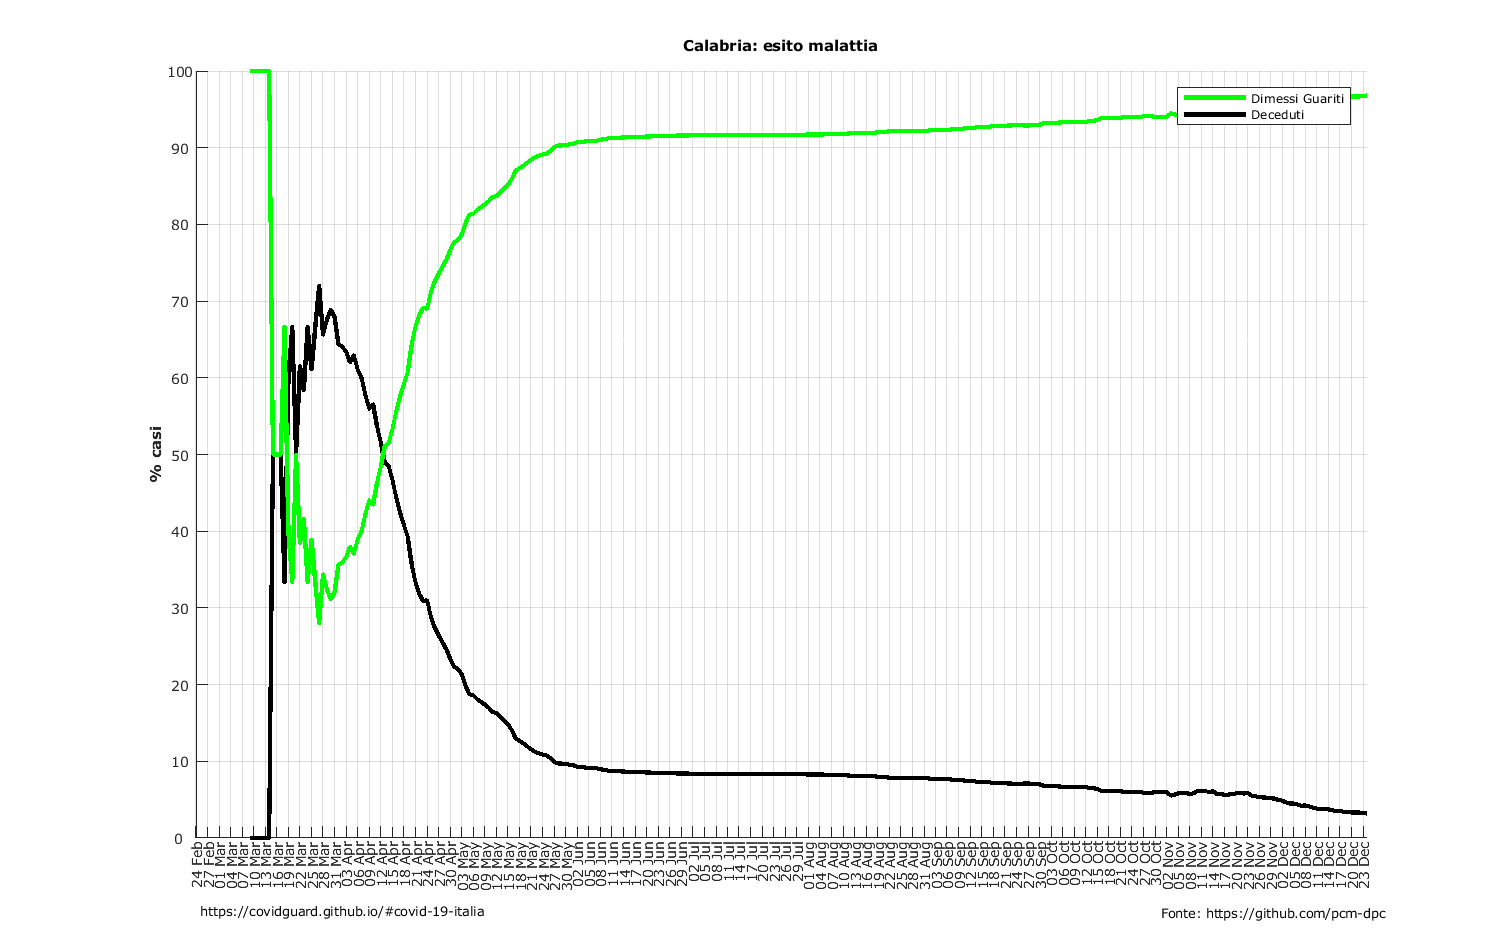 Calabria: esito malattia
Dimessi Guariti
Deceduti
% casi
100
90
80
70
60
50
40
30
20
10
0
24 Feb
27 Feb
01 Mar
04 Mar
07 Mar
10 Mar
13 Mar
16 Mar
19 Mar
22 Mar
25 Mar
28 Mar
31 Mar
03 Apr
06 Apr
09 Apr
12 Apr
15 Apr
18 Apr
21 Apr
24 Apr
27 Apr
30 Apr
03 May
06 May
09 May
12 May
15 May
18 May
21 May
24 May
27 May
30 May
02 Jun
05 Jun
08 Jun
11 Jun
14 Jun
17 Jun
20 Jun
23 Jun
26 Jun
29 Jun
02 Jul
05 Jul
08 Jul
11 Jul
14 Jul
17 Jul
20 Jul
23 Jul
26 Jul
29 Jul
01 Aug
04 Aug
07 Aug
10 Aug
13 Aug
16 Aug
19 Aug
22 Aug
25 Aug
28 Aug
31 Aug
03 Sep
06 Sep
09 Sep
12 Sep
15 Sep
18 Sep
21 Sep
24 Sep
27 Sep
30 Sep
03 Oct
06 Oct
09 Oct
12 Oct
15 Oct
18 Oct
21 Oct
24 Oct
27 Oct
30 Oct
02 Nov
05 Nov
08 Nov
11 Nov
14 Nov
17 Nov
20 Nov
23 Nov
26 Nov
29 Nov
02 Dec
05 Dec
08 Dec
11 Dec
14 Dec
17 Dec
20 Dec
23 Dec
https://covidguard.github.io/#covid-19-italia
Fonte: https://github.com/pcm-dpc